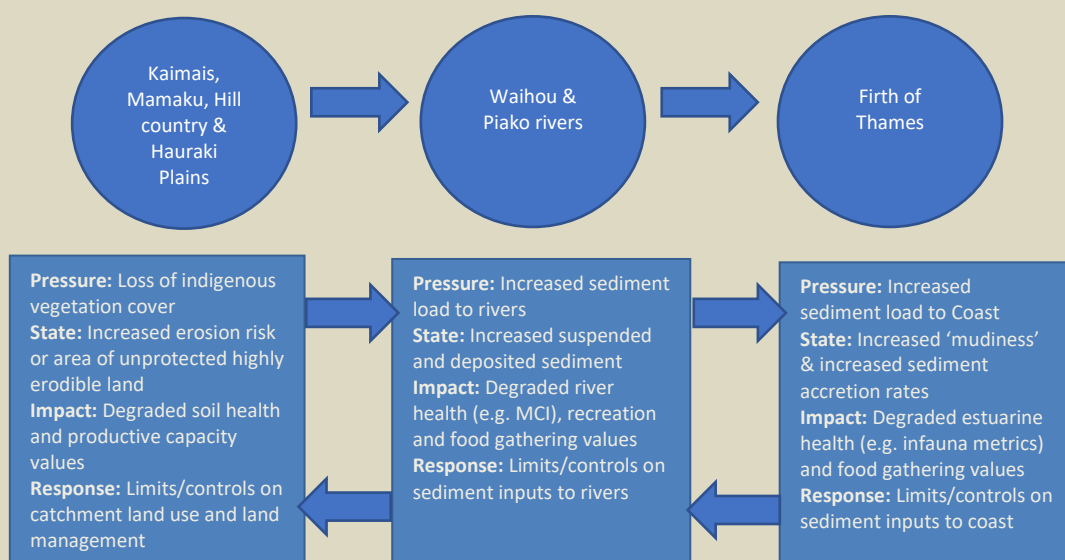 Kaimais,
Mamaku, Hill
country &
Hauraki
Plains
Waihou &
Piako rivers
Firth of
Thames
Pressure: Loss of indigenous
vegetation cover
State: Increased erosion risk
or area of unprotected highly
erodible land
Impact: Degraded soil health
and productive capacity
values
Response: Limits/controls on
catchment land use and land
management
Pressure: Increased sediment
load to rivers
State: Increased suspended
and deposited sediment
Impact: Degraded river
health (e.g. MCI), recreation
and food gathering values
Response: Limits/controls on
sediment inputs to rivers
Pressure: Increased
sediment load to Coast
State: Increased ‘mudiness’
& increased sediment
accretion rates
Impact: Degraded estuarine
health (e.g. infauna metrics)
and food gathering values
Response: Limits/controls on
sediment inputs to coast